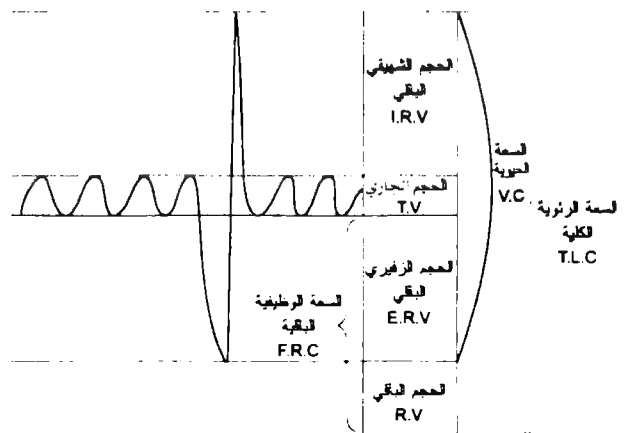 الحجم الشهيقي
الباقي
I.R.V
السعة
الحيوية
V.C
الحجم الجاري
T.V
السعة الرئوية
الكلية
T.L.C
الحجم الزفيري
الباقي
E.R.V
السعة الوظيفية
الباقية
F.R.C
الحجم الباقي
R.V